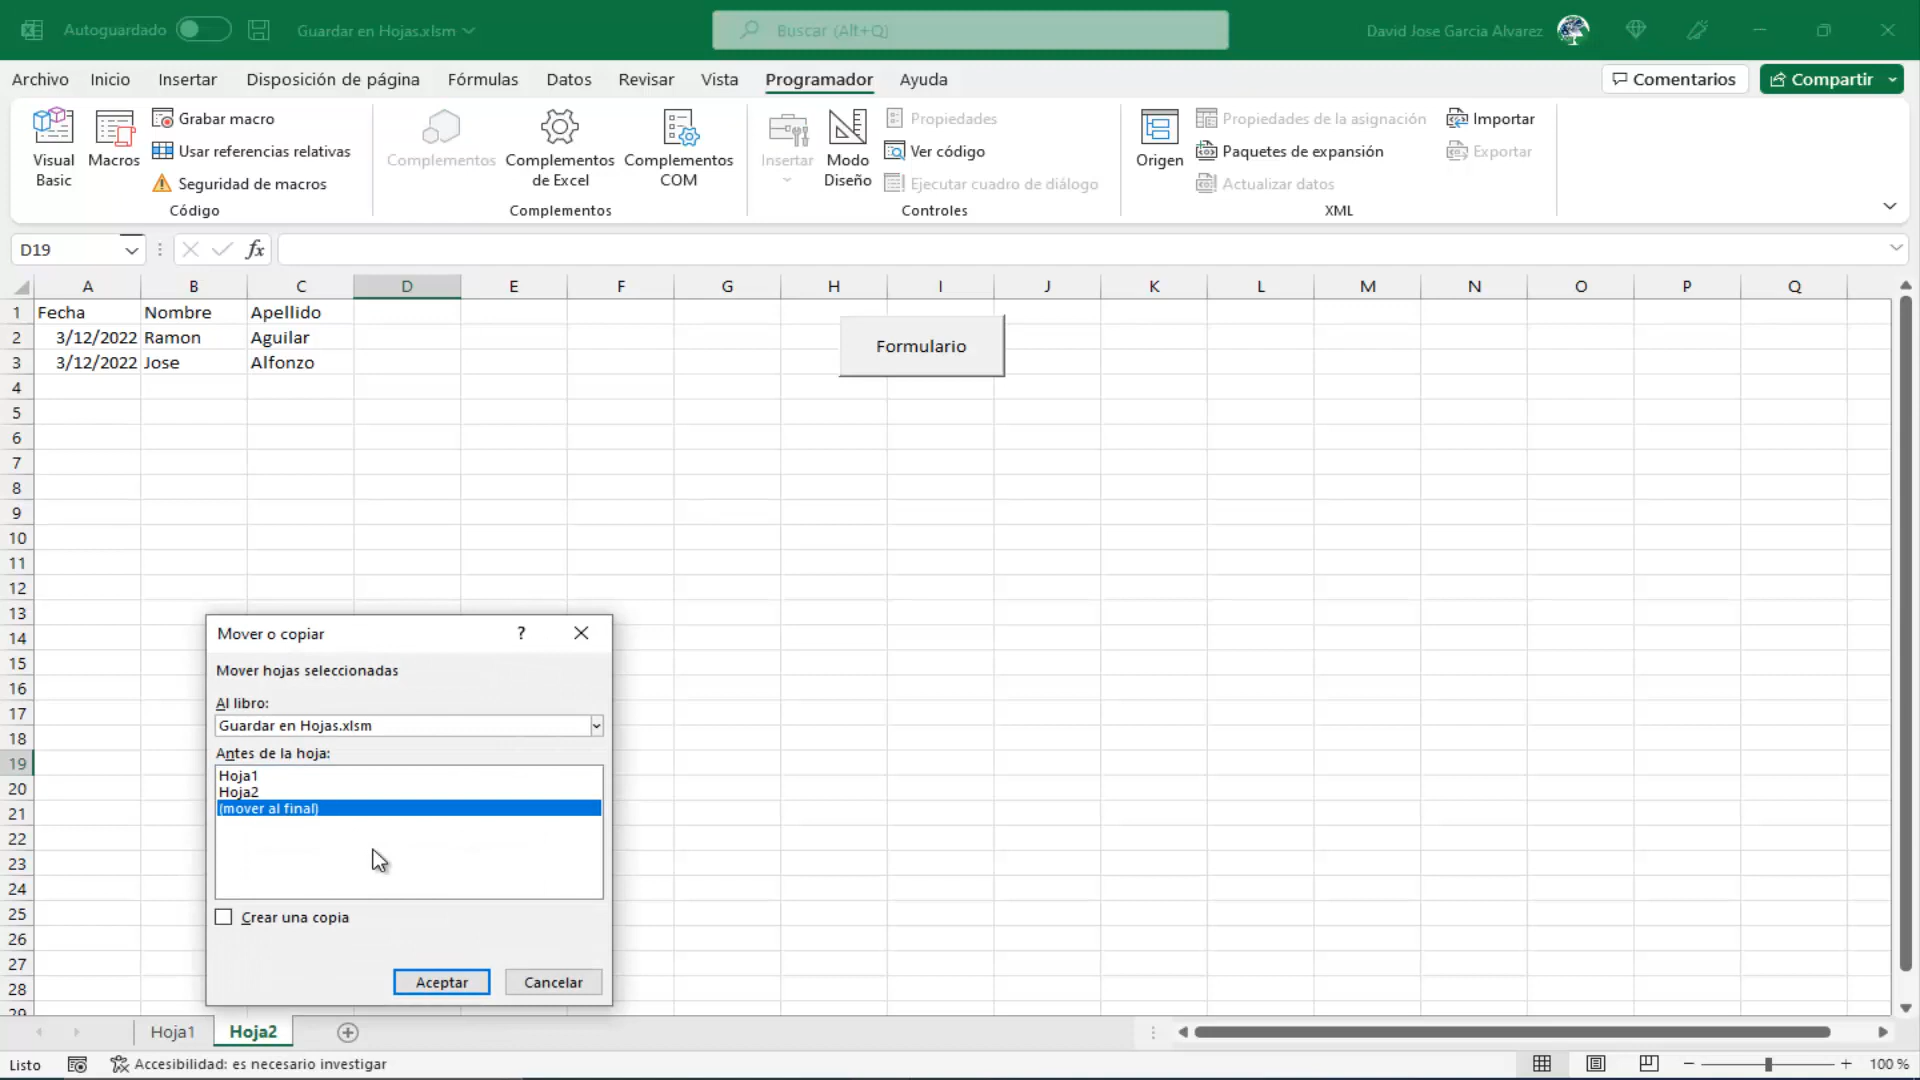 Autoguardado
Guardar en Hojas.xlsm
Buscar (Alt+Q)
David Jose Garcia Alvarez
Archivo Inicio Insertar Disposición de página Fórmulas Datos Revisar Vista Programador Ayuda
Comentarios
Compartir
Visual Basic
Macros
Grabar macro
Usar referencias relativas
Seguridad de macros
Código
Complementos
Complementos de Excel
Complementos COM
Complementos
Insertar
Modo Diseño
Propiedades
Ver código
Ejecutar cuadro de diálogo
Controles
Origen
Propiedades de la asignación
Paquetes de expansión
Actualizar datos
Importar
Exportar
XML
D19
fx
A B C D E F G H I J K L M N O P Q
1 Fecha Nombre Apellido
2 3/12/2022 Ramon Aguilar
3 3/12/2022 Jose Alfonzo
Formulario
4
5
6
7
8
9
10
11
12
13
14
15
16
17
18
19
20
21
22
23
24
25
26
27
28
29
Mover o copiar
?
Mover hojas seleccionadas
Al libro:
Guardar en Hojas.xlsm
Antes de la hoja:
Hoja1
Hoja2
(mover al final)
Crear una copia
Aceptar
Cancelar
Hoja1 Hoja2
Listo
Accesibilidad: es necesario investigar
100 %